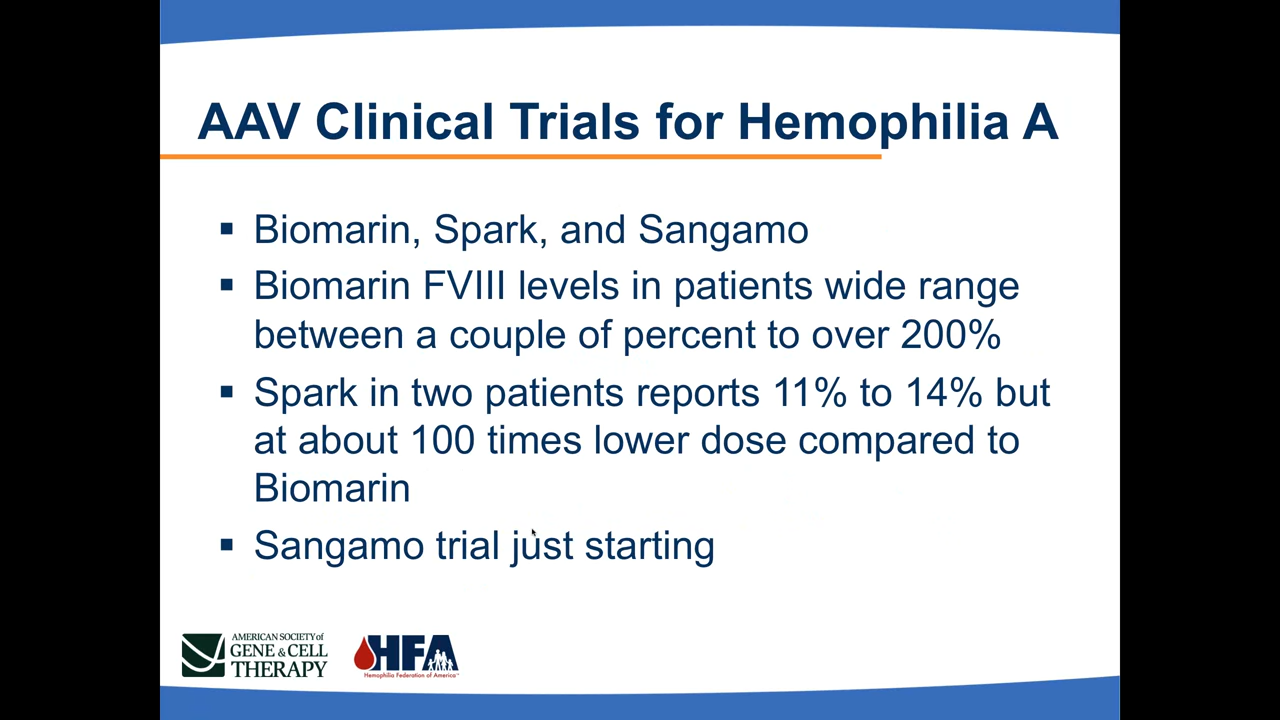 AAV Clinical Trials for Hemophilia A
▪ Biomarin, Spark, and Sangamo
▪ Biomarin FVIII levels in patients wide range
between a couple of percent to over 200%
▪ Spark in two patients reports 11% to 14% but
at about 100 times lower dose compared to
Biomarin
▪ Sangamo trial just starting
AMERICAN SOCIETY of
GENE & CELL
THERAPY
HFA
Hemophilia Federation of America™